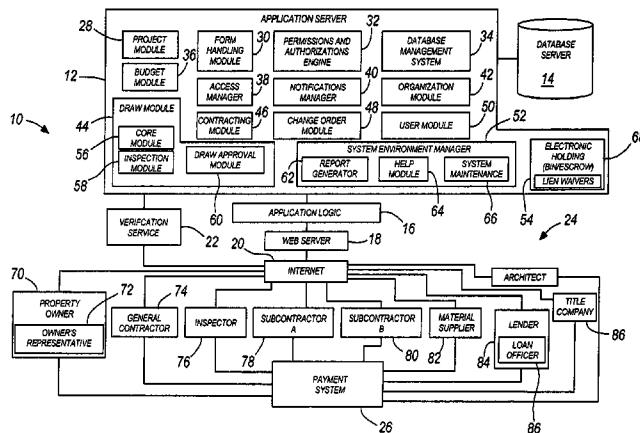 APPLICATION SERVER
28
PROJECT MODULE
30
FORM HANDLING MODULE
32
PERMISSIONS AND AUTHORIZATIONS ENGINE
34
DATABASE MANAGEMENT SYSTEM
DATABASE SERVER
14
12
36
BUDGET MODULE
38
ACCESS MANAGER
40
NOTIFICATIONS MANAGER
42
ORGANIZATION MODULE
10
44
DRAW MODULE
46
CONTRACTING MODULE
48
CHANGE ORDER MODULE
50
USER MODULE
52
56
CORE MODULE
58
INSPECTION MODULE
DRAW APPROVAL MODULE
60
SYSTEM ENVIRONMENT MANAGER
62
REPORT GENERATOR
HELP MODULE
64
SYSTEM MAINTENANCE
66
ELECTRONIC HOLDING (BIN/ESCROW)
54
LIEN WAIVERS
VERIFCATION SERVICE
22
APPLICATION LOGIC
16
24
WEB SERVER
18
20
INTERNET
ARCHITECT
70
72
PROPERTY OWNER
OWNER'S REPRESENTATIVE
74
GENERAL CONTRACTOR
INSPECTOR
76
SUBCONTRACTOR A
78
SUBCONTRACTOR B
80
MATERIAL SUPPLIER
82
LENDER
84
LOAN OFFICER
86
TITLE COMPANY
86
PAYMENT SYSTEM
26